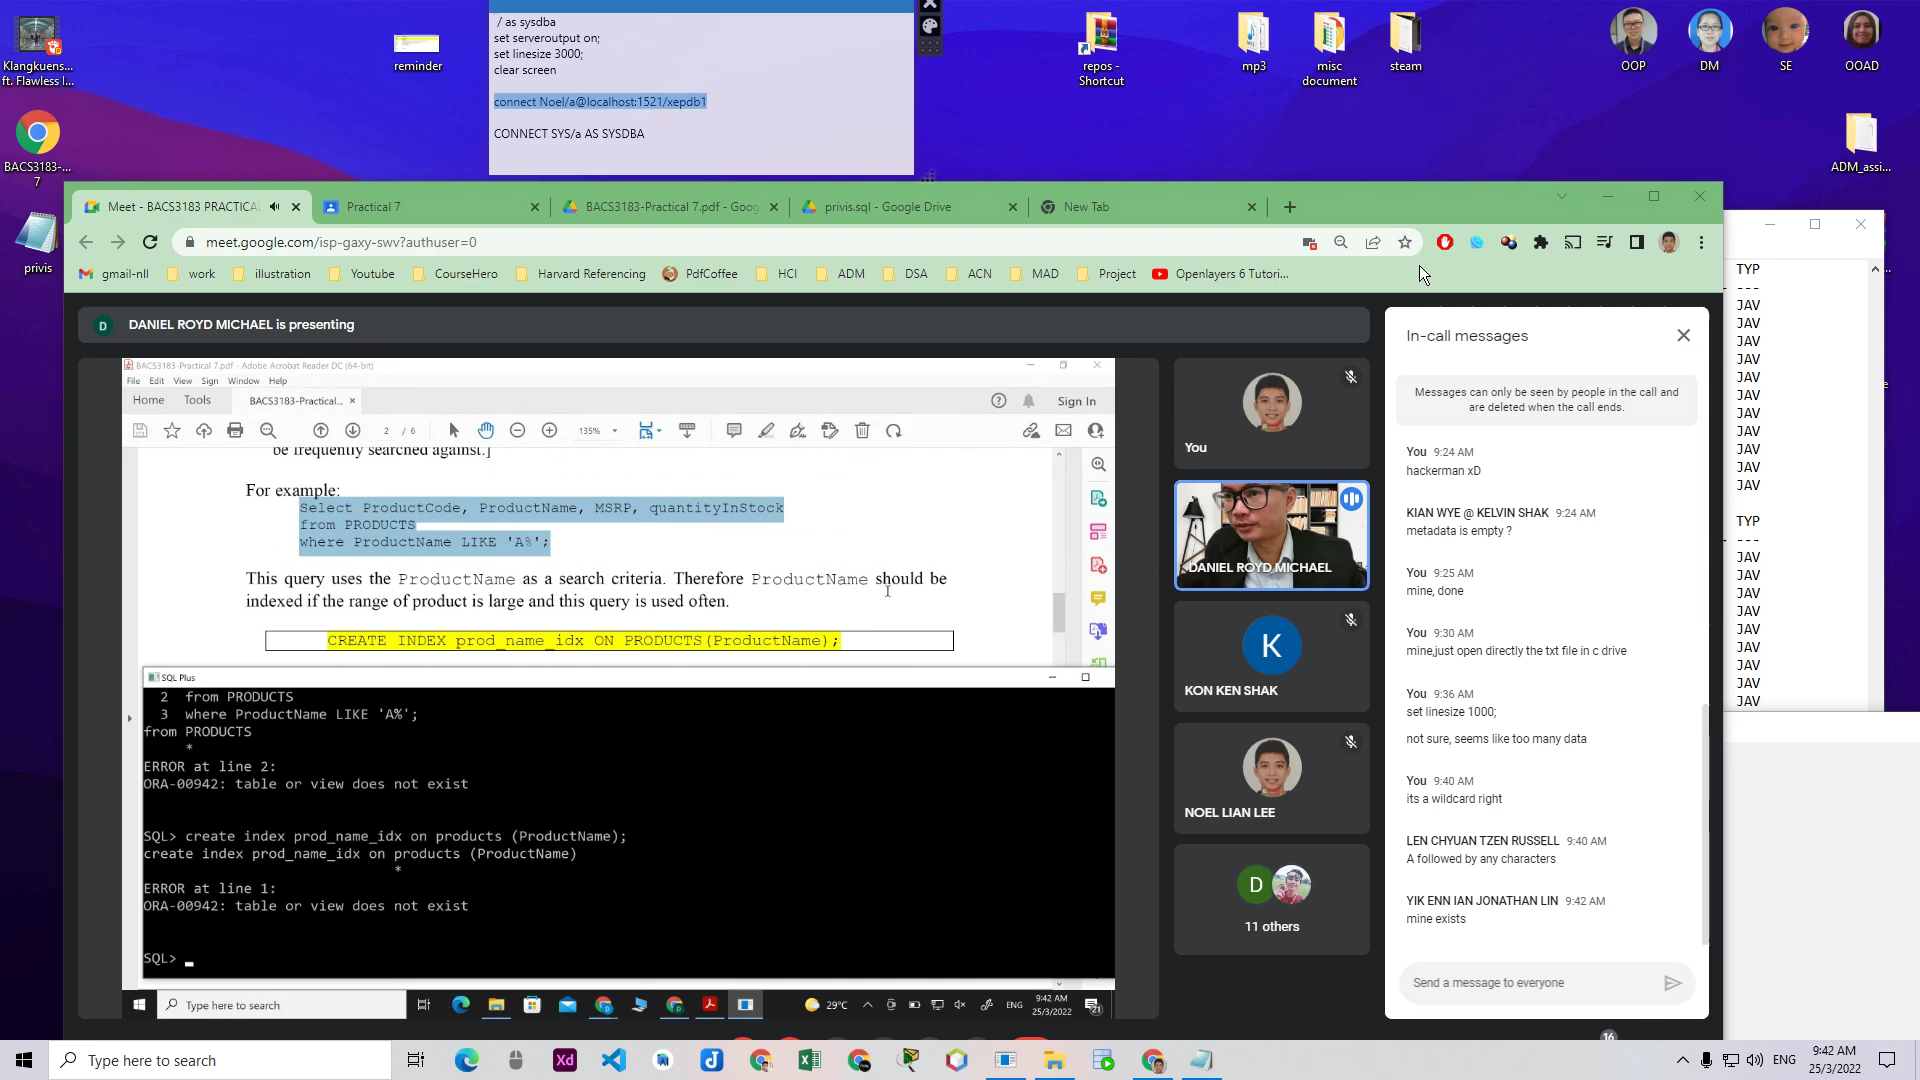 Klangkuens...
ft. Flawless I...
BACS3183-...
7
privis
reminder
/ as sysdba
set serveroutput on;
set linesize 3000;
clear screen
connect Noel/a@localhost:1521/xepdb1
CONNECT SYS/a AS SYSDBA
repos -
Shortcut
mp3
misc
document
steam
OOP
DM
SE
OOAD
ADM_assi...
Meet - BACS3183 PRACTICA
Practical 7
BACS3183-Practical 7.pdf - Goog
privis.sql - Google Drive
New Tab
meet.google.com/isp-gaxy-swv?authuser=0
gmail-nll
work
illustration
Youtube
CourseHero
Harvard Referencing
PdfCoffee
HCI
ADM
DSA
ACN
MAD
Project
Openlayers 6 Tutori...
DANIEL ROYD MICHAEL is presenting
BACS3183-Practical 7.pdf - Adobe Acrobat Reader DC (64-bit)
File Edit View Sign Window Help
Home Tools BACS3183-Practical... × Sign In
2 / 6 135%
be frequently searched against.]
For example:
Select ProductCode, ProductName, MSRP, quantityInStock
from PRODUCTS
where ProductName LIKE 'A%';
This query uses the ProductName as a search criteria. Therefore ProductName should be
indexed if the range of product is large and this query is used often.
CREATE INDEX prod_name_idx ON PRODUCTS(ProductName);
SQL Plus
2 from PRODUCTS
3 where ProductName LIKE 'A%';
from PRODUCTS
*
ERROR at line 2:
ORA-00942: table or view does not exist
SQL> create index prod_name_idx on products (ProductName);
create index prod_name_idx on products (ProductName)
*
ERROR at line 1:
ORA-00942: table or view does not exist
SQL> _
Type here to search
29°C
ENG
9:42 AM
25/3/2022
21
You
DANIEL ROYD MICHAEL
K
KON KEN SHAK
NOEL LIAN LEE
D
11 others
In-call messages
Messages can only be seen by people in the call and
are deleted when the call ends.
You 9:24 AM
hackerman xD
KIAN WYE @ KELVIN SHAK 9:24 AM
metadata is empty ?
You 9:25 AM
mine, done
You 9:30 AM
mine,just open directly the txt file in c drive
You 9:36 AM
set linesize 1000;
not sure, seems like too many data
You 9:40 AM
its a wildcard right
LEN CHYUAN TZEN RUSSELL 9:40 AM
A followed by any characters
YIK ENN IAN JONATHAN LIN 9:42 AM
mine exists
Send a message to everyone
16
TYP
- ---
JAV
JAV
JAV
JAV
JAV
JAV
JAV
JAV
JAV
JAV
JAV
TYP
- ---
JAV
JAV
JAV
JAV
JAV
JAV
JAV
JAV
JAV
Type here to search
ENG
9:42 AM
25/3/2022